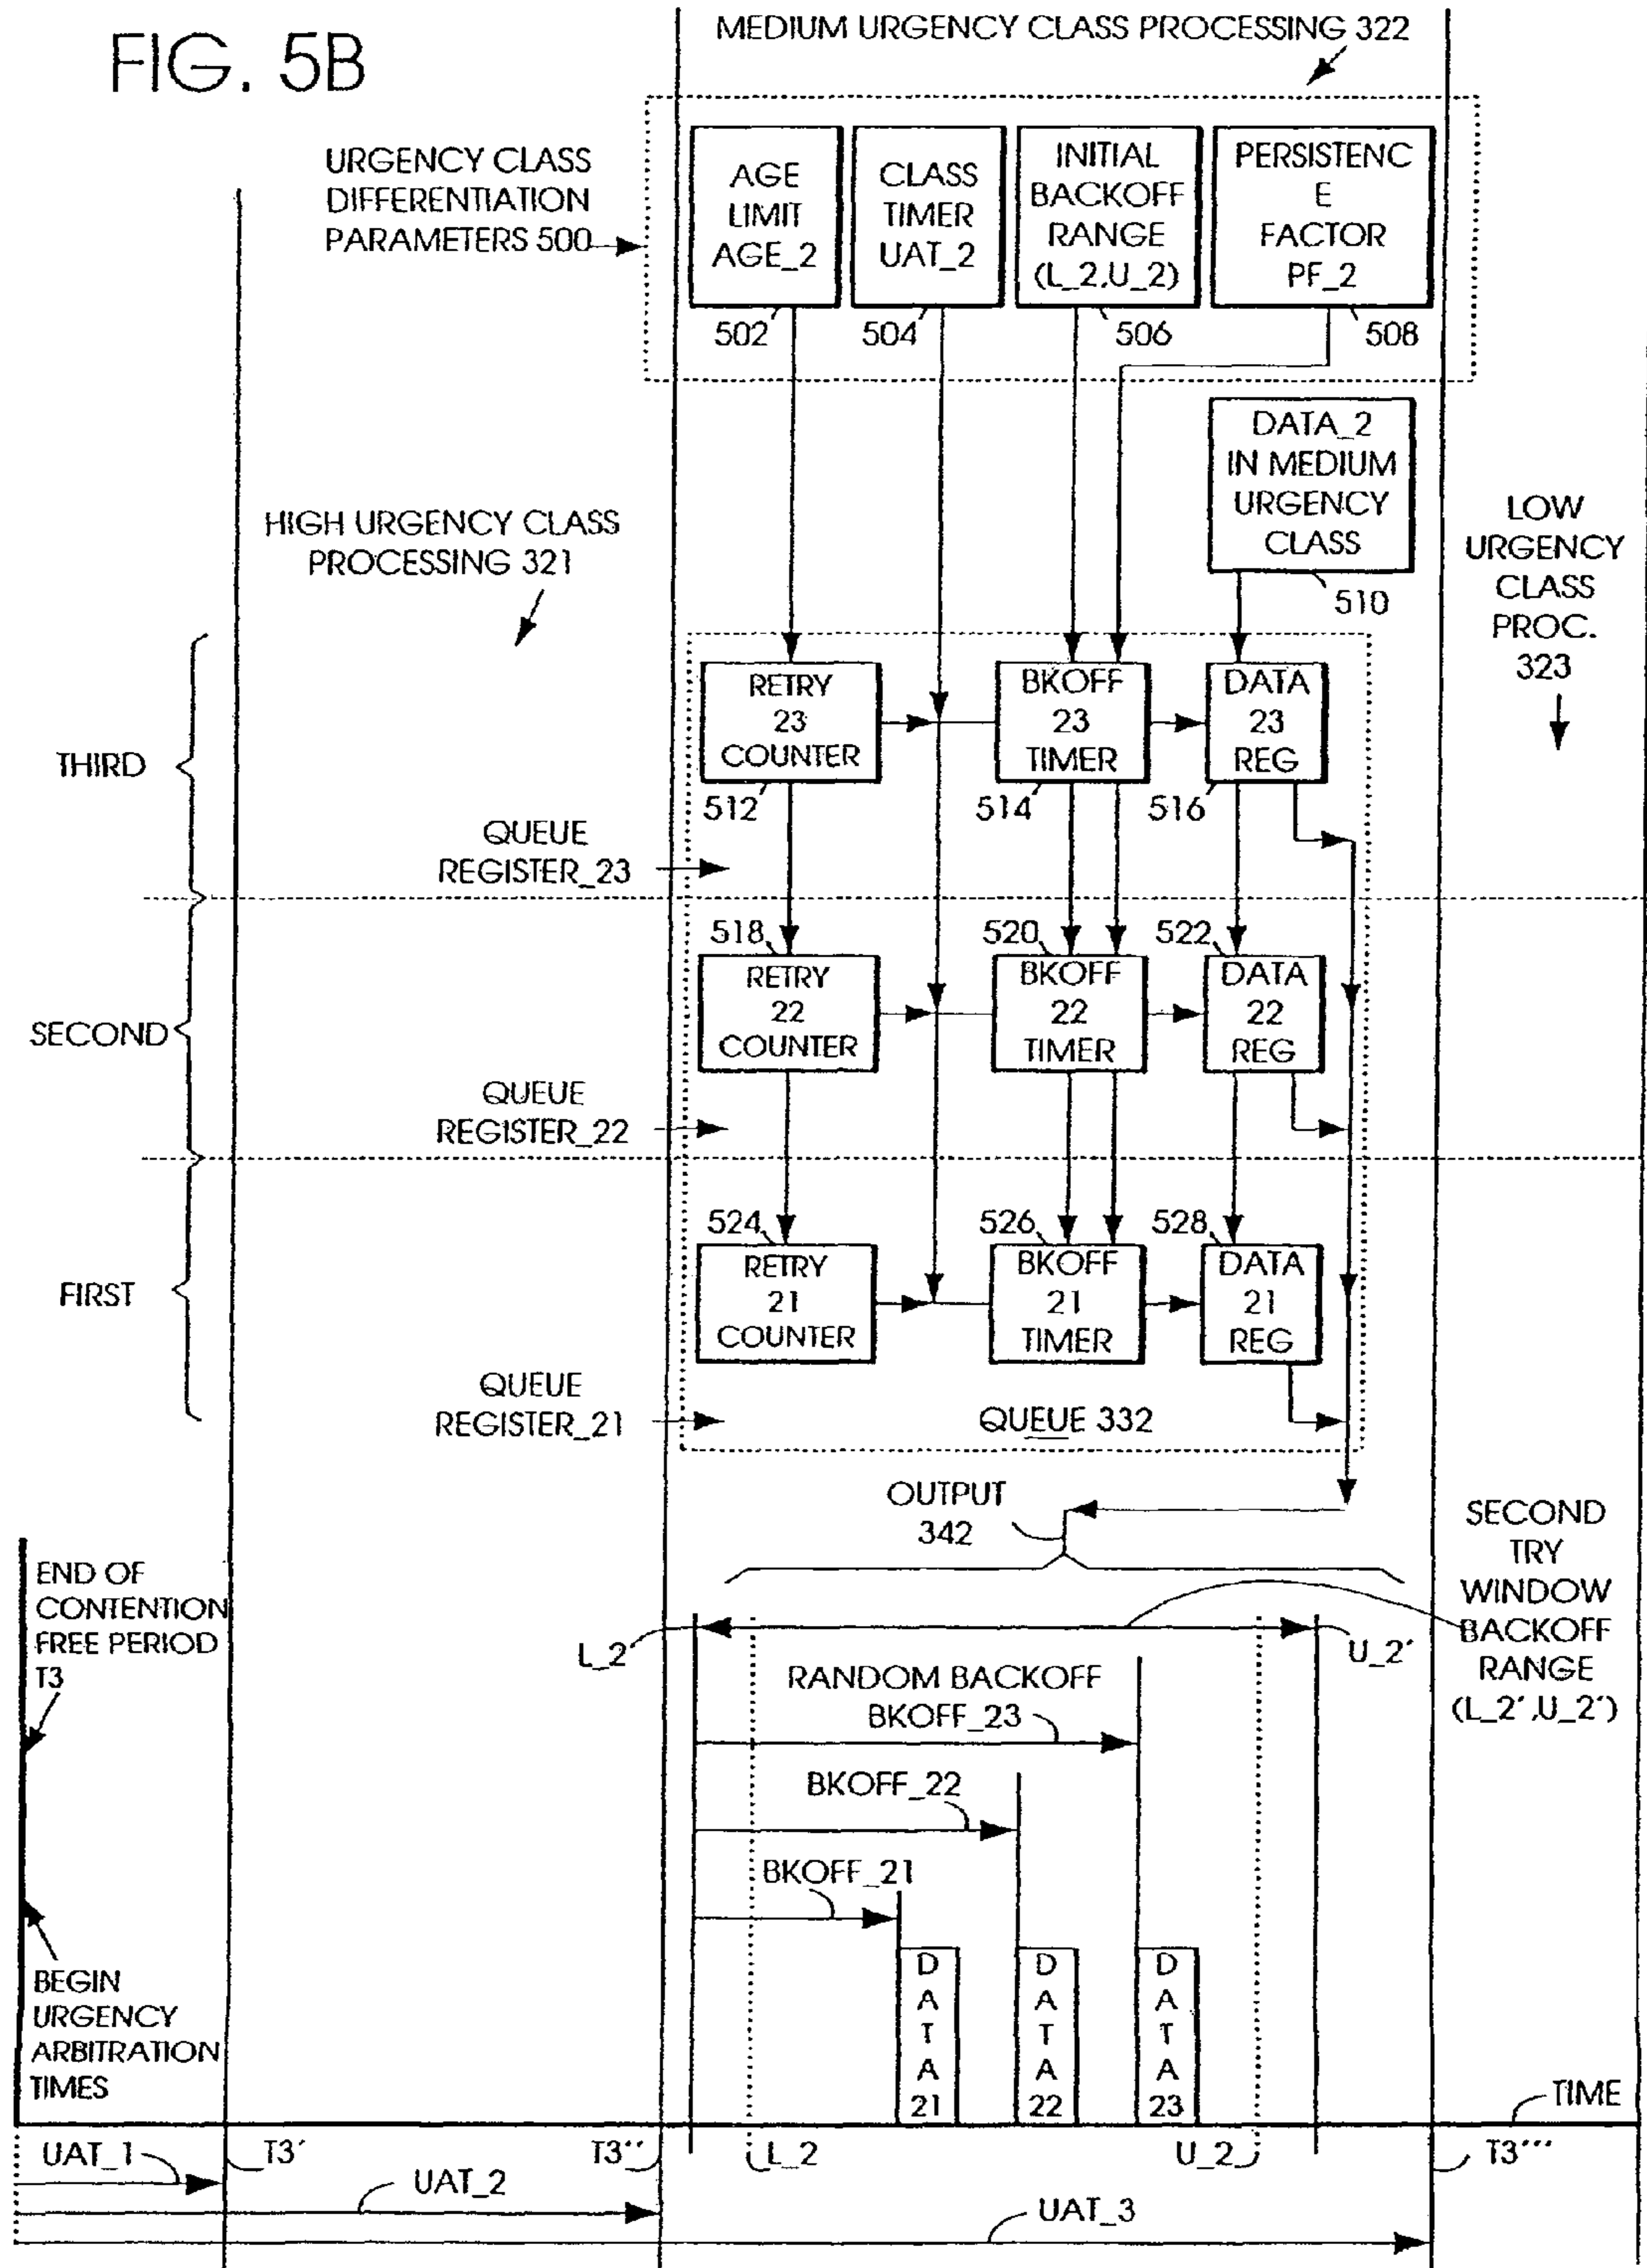 FIG. 5B
MEDIUM URGENCY CLASS PROCESSING 322
URGENCY CLASS
DIFFERENTIATION
PARAMETERS 500
AGE
LIMIT
AGE_2
502
CLASS
TIMER
UAT_2
504
INITIAL
BACKOFF
RANGE
(L_2,U_2)
506
PERSISTENC
E
FACTOR
PF_2
508
DATA_2
IN MEDIUM
URGENCY
CLASS
510
HIGH URGENCY CLASS
PROCESSING 321
LOW
URGENCY
CLASS
PROC.
323
THIRD
RETRY
23
COUNTER
512
BKOFF
23
TIMER
514
DATA
23
REG
516
QUEUE
REGISTER_23
SECOND
518
RETRY
22
COUNTER
520
BKOFF
22
TIMER
522
DATA
22
REG
QUEUE
REGISTER_22
FIRST
524
RETRY
21
COUNTER
526
BKOFF
21
TIMER
528
DATA
21
REG
QUEUE
REGISTER_21
QUEUE 332
OUTPUT
342
SECOND
TRY
WINDOW
BACKOFF
RANGE
(L_2',U_2')
END OF
CONTENTION
FREE PERIOD
T3
L_2'
U_2'
RANDOM BACKOFF
BKOFF_23
BKOFF_22
BKOFF_21
BEGIN
URGENCY
ARBITRATION
TIMES
D
A
T
A
21
D
A
T
A
22
D
A
T
A
23
TIME
UAT_1
T3'
T3''
L_2
U_2
T3'''
UAT_2
UAT_3